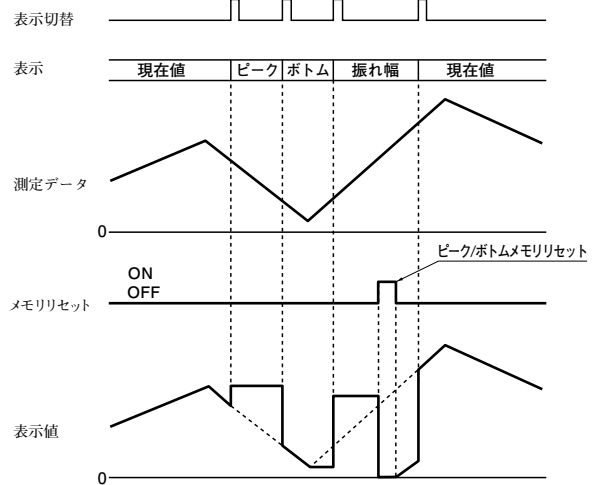 表示切替
表示
現在値
ピーク
ボトム
振れ幅
現在値
測定データ
0
ピーク/ボトムメモリリセット
ON
OFF
メモリリセット
表示値
0